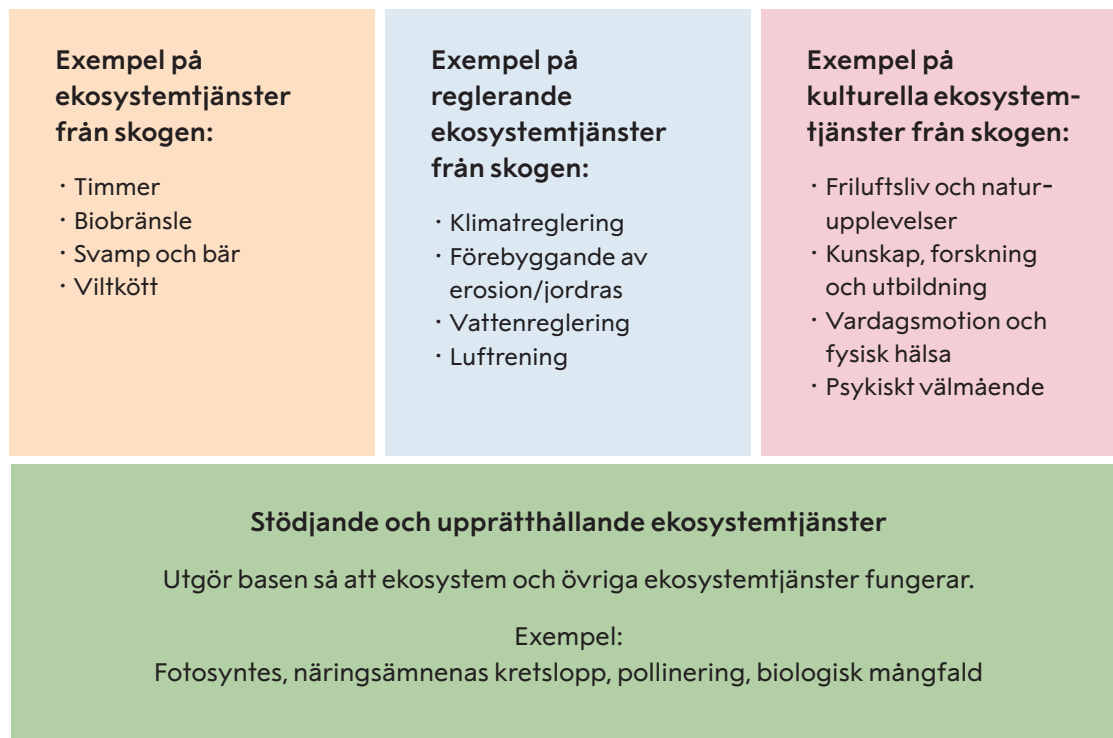 Exempel på
ekosystemtjänster
från skogen:
· Timmer
· Biobränsle
· Svamp och bär
· Viltkött
Exempel på
reglerande
ekosystemtjänster
från skogen:
· Klimatreglering
· Förebyggande av
erosion/jordras
· Vattenreglering
· Luftrening
Exempel på
kulturella ekosystem-
tjänster från skogen:
· Friluftsliv och natur-
upplevelser
· Kunskap, forskning
och utbildning
· Vardagsmotion och
fysisk hälsa
· Psykiskt välmående
Stödjande och upprätthållande ekosystemtjänster
Utgör basen så att ekosystem och övriga ekosystemtjänster fungerar.
Exempel:
Fotosyntes, näringsämnenas kretslopp, pollinering, biologisk mångfald